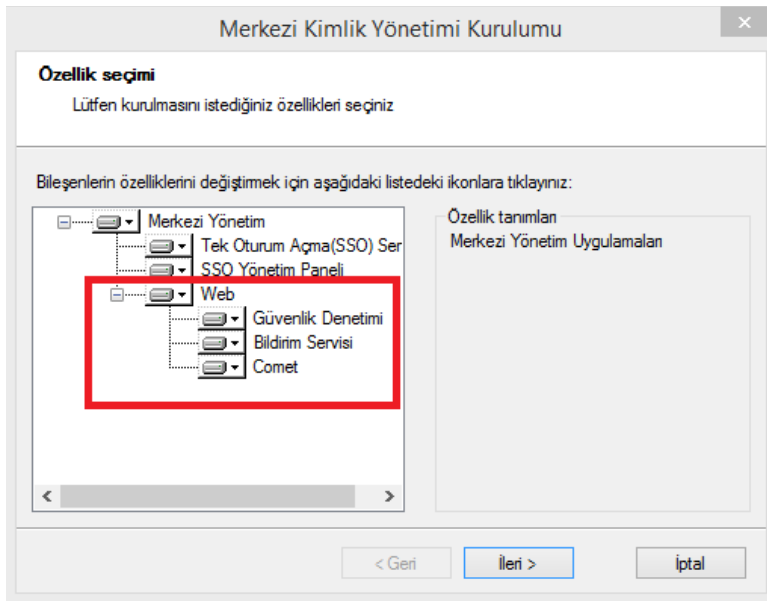 Merkezi Kimlik Yönetimi Kurulumu
Özellik seçimi
Lütfen kurulmasını istediğiniz özellikleri seçiniz
Bileşenlerin özelliklerini değiştirmek için aşağıdaki listedeki ikonlara tıklayınız:
Merkezi Yönetim
Tek Oturum Açma(SSO) Ser
SSO Yönetim Paneli
Web
Güvenlik Denetimi
Bildirim Servisi
Comet
Özellik tanımları
Merkezi Yönetim Uygulamaları
< Geri
İleri >
İptal